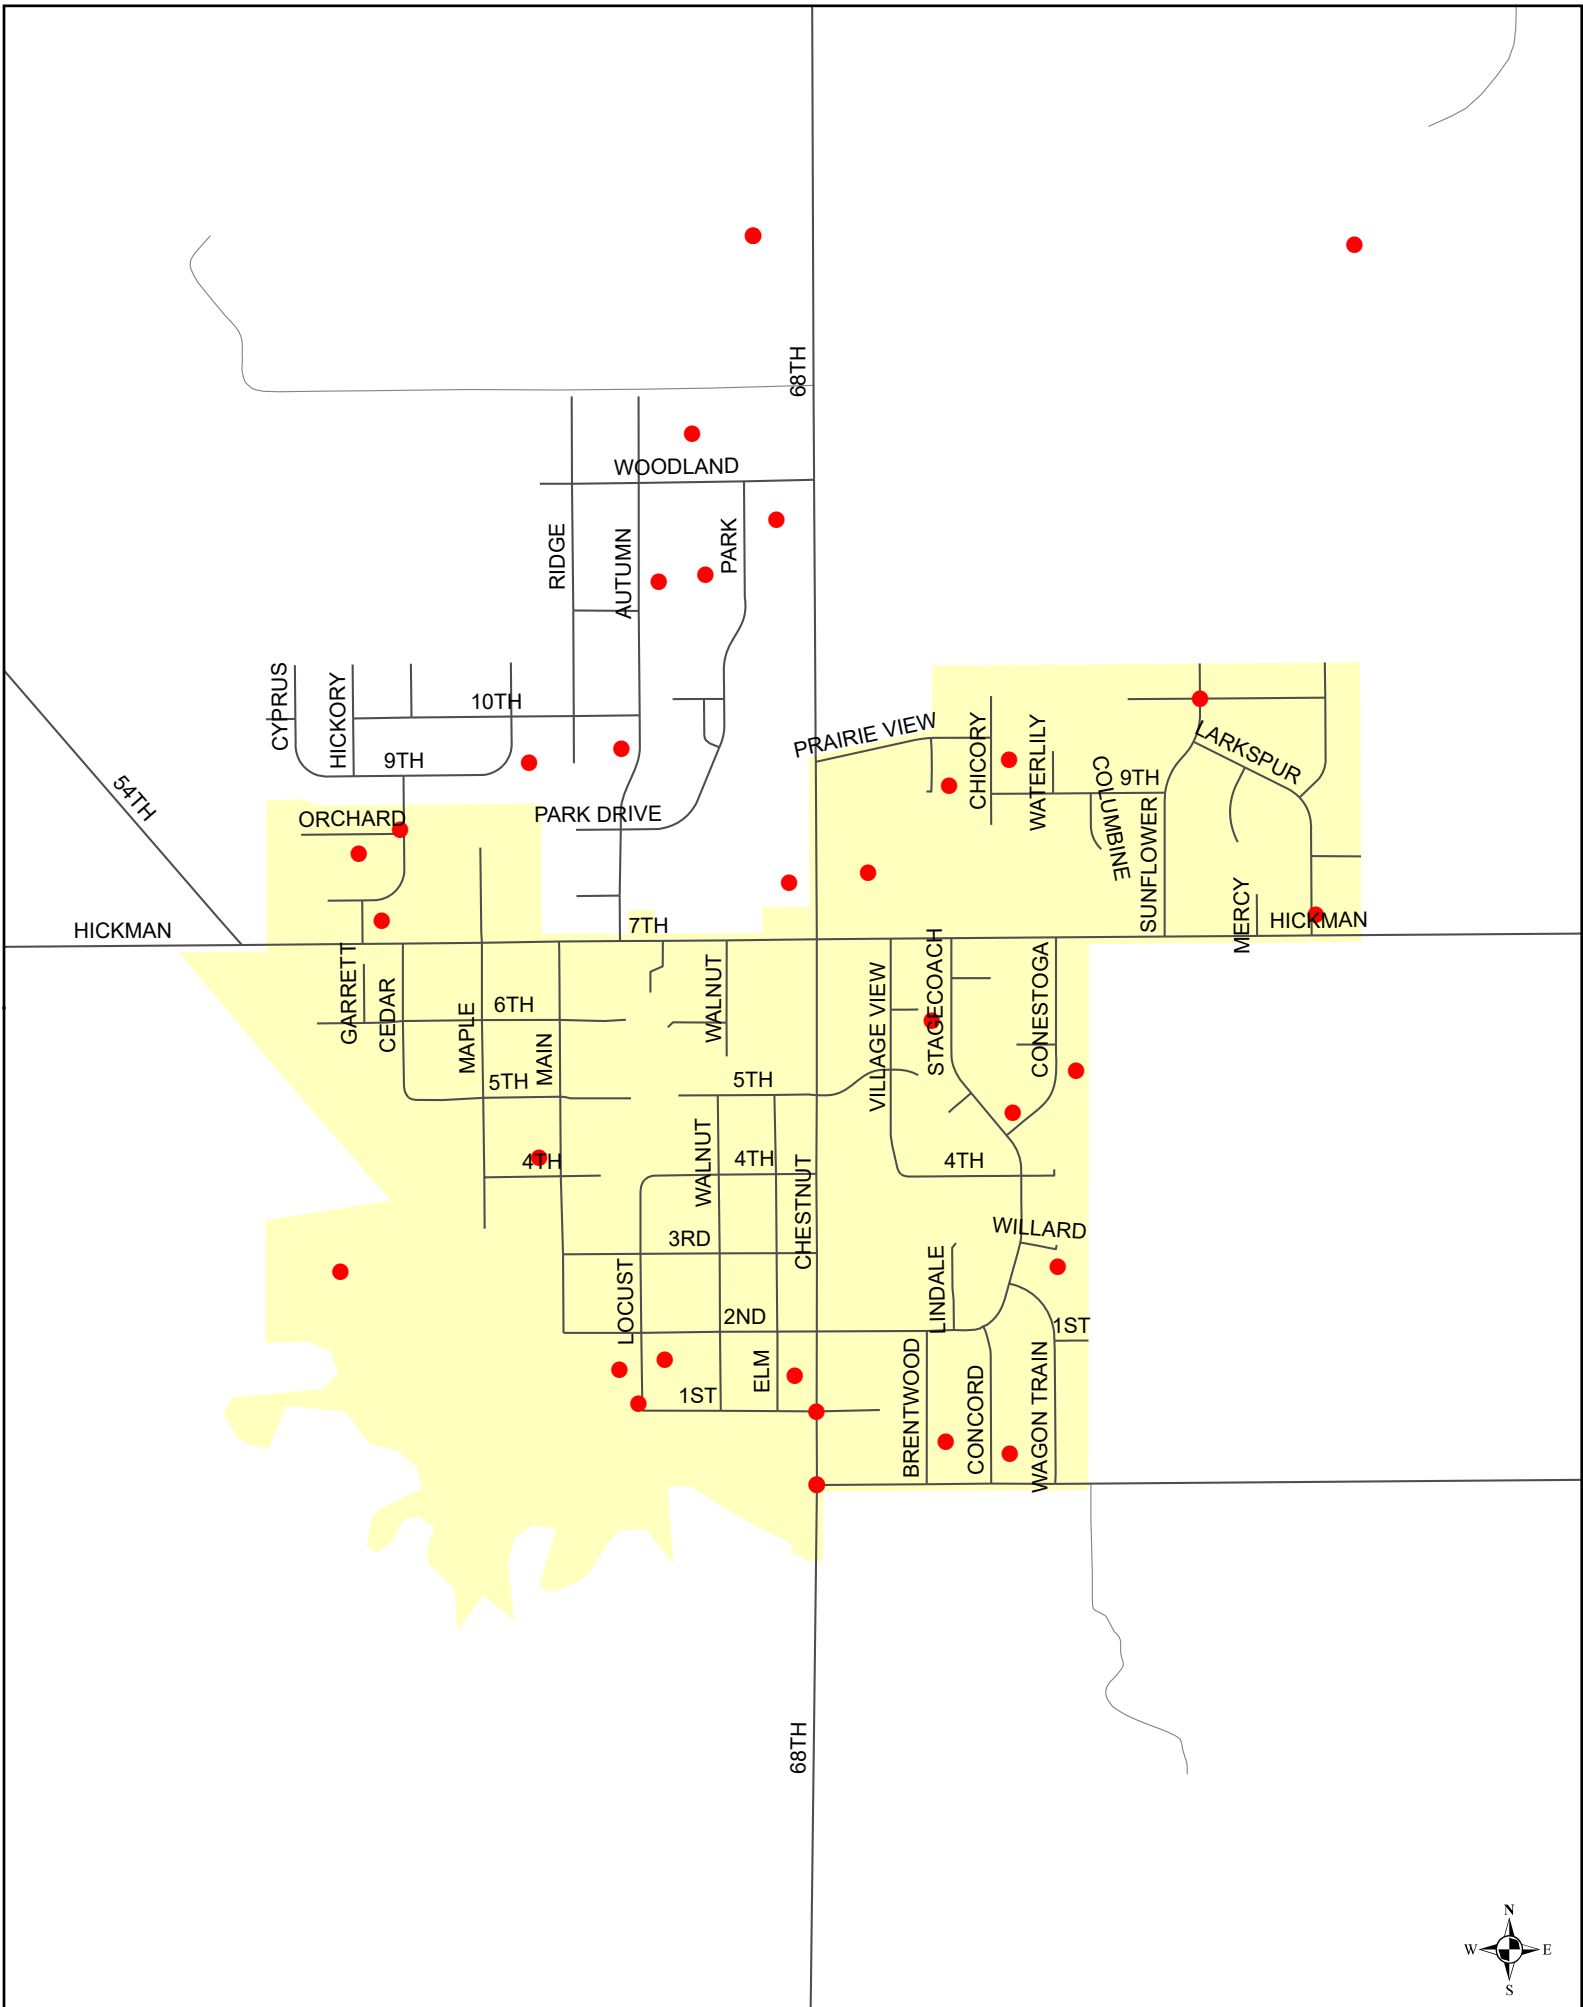 68TH
WOODLAND
RIDGE
AUTUMN
PARK
CYPRUS
HICKORY
10TH
9TH
PRAIRIE VIEW
CHICORY
WATERLILY
COLUMBINE
9TH
LARKSPUR
SUNFLOWER
54TH
ORCHARD
PARK DRIVE
MERCY
HICKMAN
HICKMAN
7TH
GARRETT
CEDAR
MAPLE
6TH
MAIN
WALNUT
VILLAGE VIEW
STAGECOACH
CONESTOGA
5TH
5TH
4TH
WALNUT
4TH
CHESTNUT
4TH
3RD
WILLARD
LOCUST
LINDALE
2ND
1ST
ELM
1ST
BRENTWOOD
CONCORD
WAGON TRAIN
68TH
N
W
E
S